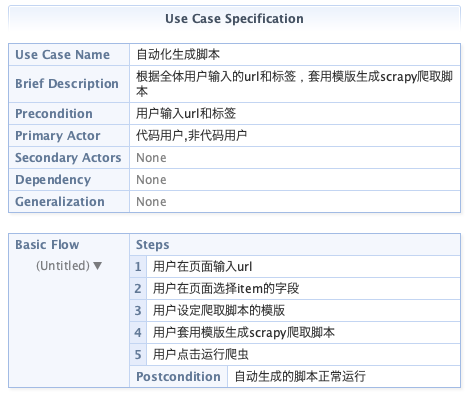 Use Case Specification
Use Case Name 自动化生成脚本
Brief Description 根据全体用户输入的url和标签，套用模版生成scrapy爬取脚
本
Precondition 用户输入url和标签
Primary Actor 代码用户,非代码用户
Secondary Actors None
Dependency None
Generalization None
Basic Flow Steps
(Untitled) ▼
1 用户在页面输入url
2 用户在页面选择item的字段
3 用户设定爬取脚本的模版
4 用户套用模版生成scrapy爬取脚本
5 用户点击运行爬虫
Postcondition 自动生成的脚本正常运行